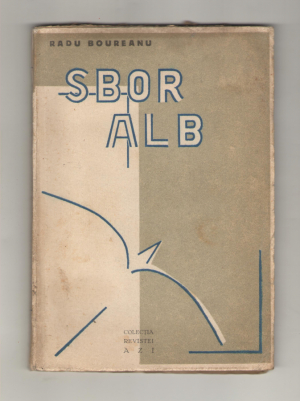 RADU BOUREANU
SBOR
ALB
COLECȚIA
REVISTEI
AZI